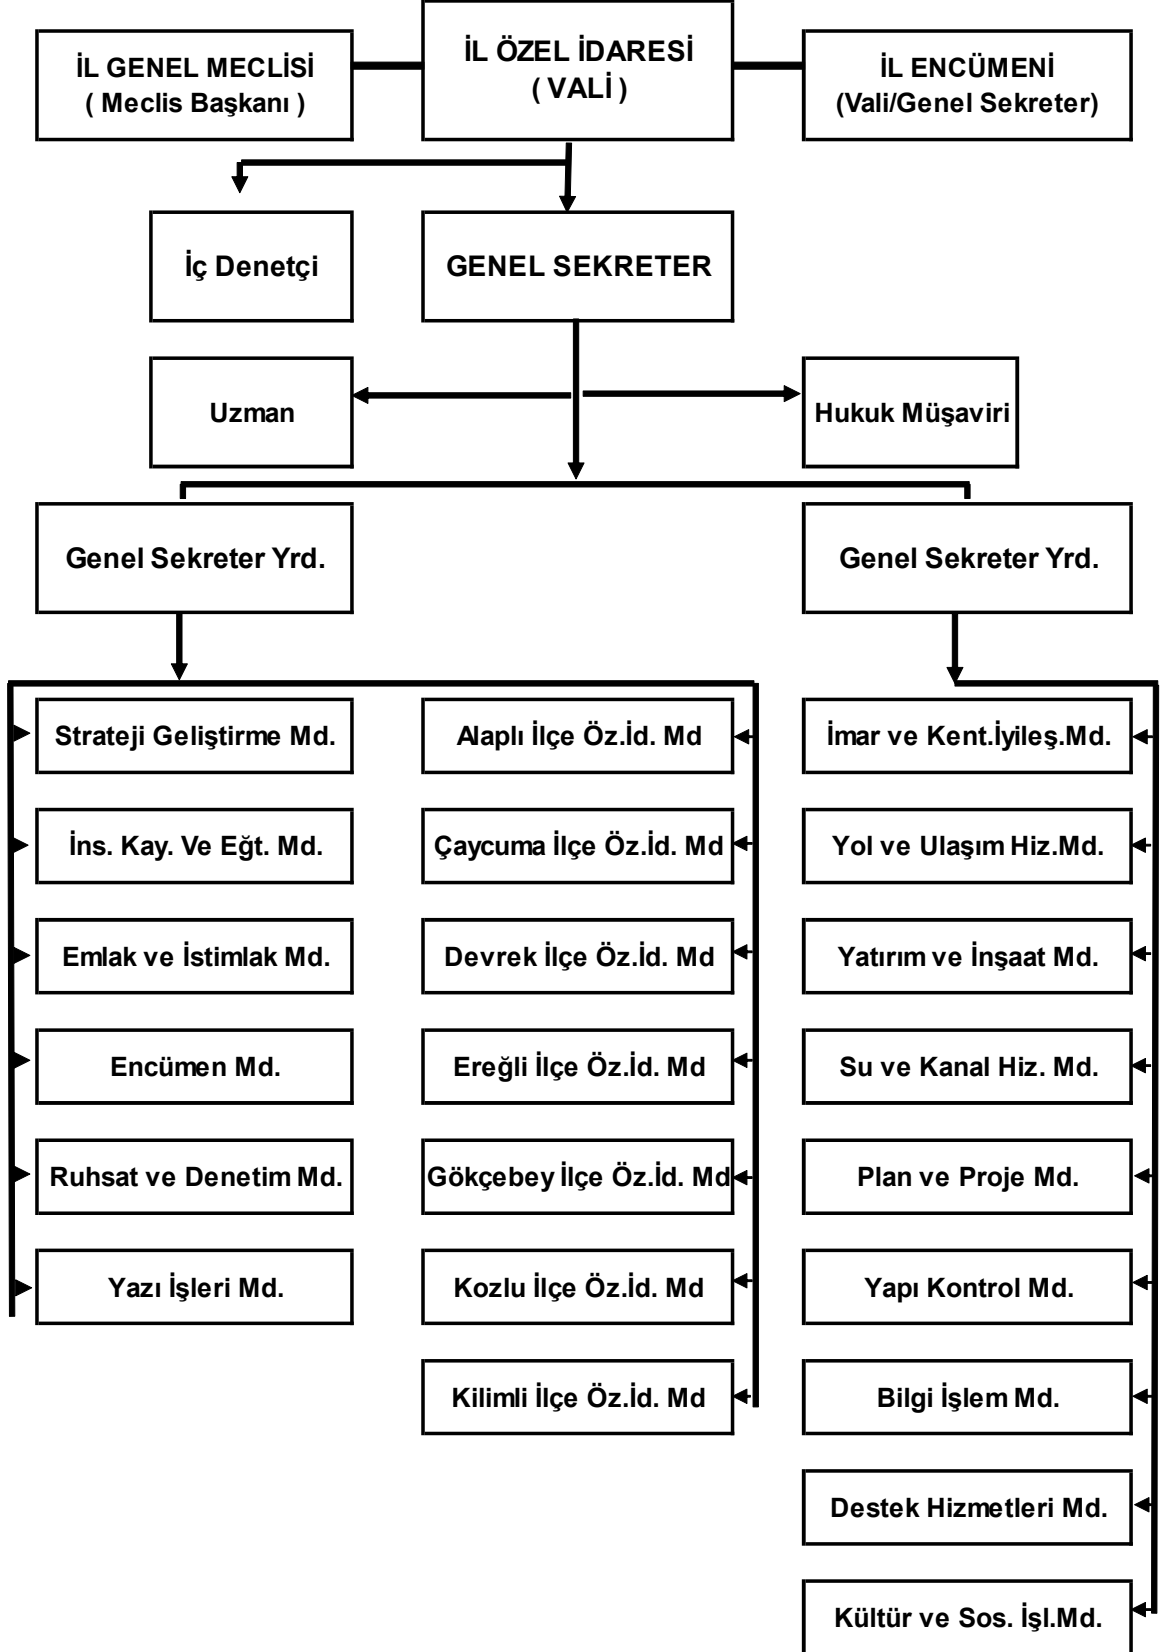 İL GENEL MECLİSİ
( Meclis Başkanı )
İL ÖZEL İDARESİ
( VALİ )
İL ENCÜMENİ
(Vali/Genel Sekreter)
İç Denetçi
GENEL SEKRETER
Uzman
Hukuk Müşaviri
Genel Sekreter Yrd.
Genel Sekreter Yrd.
Strateji Geliştirme Md.
Alaplı İlçe Öz.İd. Md
İmar ve Kent.İyileş.Md.
İns. Kay. Ve Eğt. Md.
Çaycuma İlçe Öz.İd. Md
Yol ve Ulaşım Hiz.Md.
Emlak ve İstimlak Md.
Devrek İlçe Öz.İd. Md
Yatırım ve İnşaat Md.
Encümen Md.
Ereğli İlçe Öz.İd. Md
Su ve Kanal Hiz. Md.
Ruhsat ve Denetim Md.
Gökçebey İlçe Öz.İd. Md
Plan ve Proje Md.
Yazı İşleri Md.
Kozlu İlçe Öz.İd. Md
Yapı Kontrol Md.
Kilimli İlçe Öz.İd. Md
Bilgi İşlem Md.
Destek Hizmetleri Md.
Kültür ve Sos. İşl.Md.